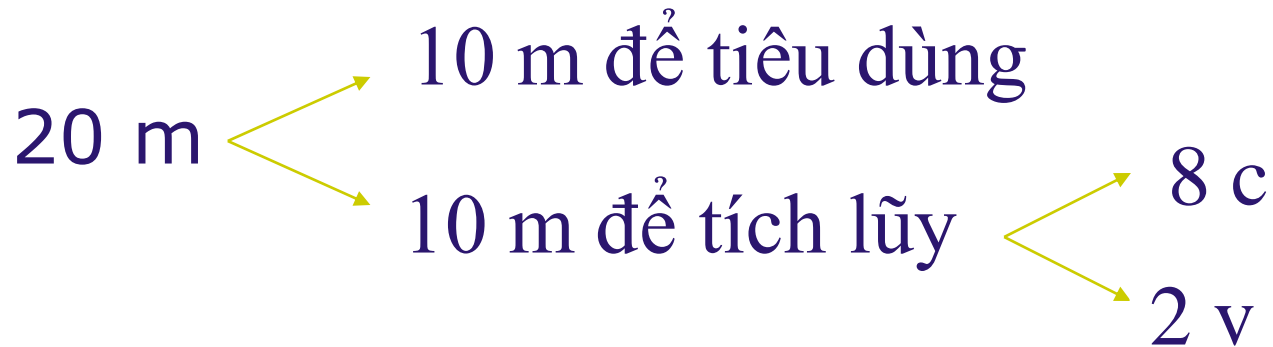 10 m để tiêu dùng
20 m
10 m để tích lũy
8 c
2 v